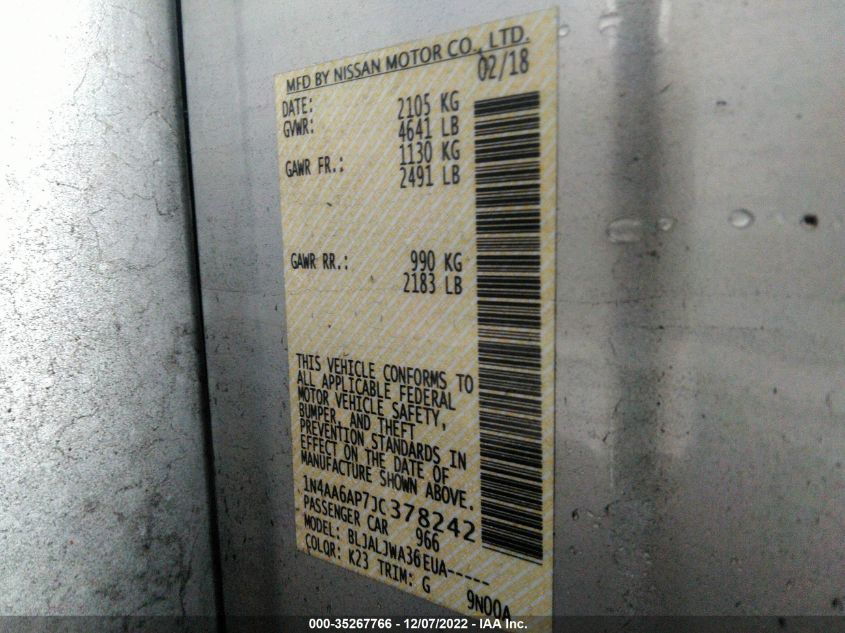 MFD BY NISSAN MOTOR CO., LTD.
DATE: 02/18
GVWR: 2105 KG
4641 LB
GAWR FR.: 1130 KG
2491 LB
GAWR RR.: 990 KG
2183 LB
THIS VEHICLE CONFORMS TO
ALL APPLICABLE FEDERAL
MOTOR VEHICLE SAFETY,
BUMPER, AND THEFT
PREVENTION STANDARDS IN
EFFECT ON THE DATE OF
MANUFACTURE SHOWN ABOVE.
1N4AA6AP7JC378242
PASSENGER CAR 966
MODEL: BLJALJWA36EUA-----
COLOR: K23 TRIM: G 9N00A
000-35267766 - 12/07/2022 - IAA Inc.